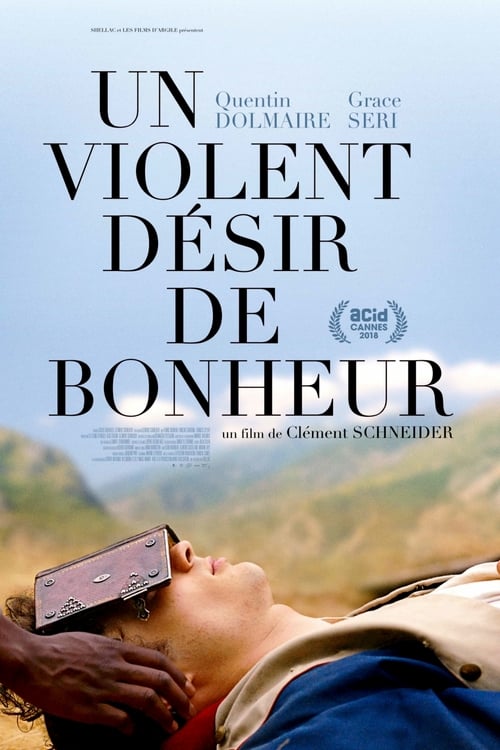 SHELLAC et LES FILMS D'ARGILE présentent
UN
Quentin Grace
DOLMAIRE SERI
VIOLENT
DÉSIR
DE
acid
CANNES
2018
BONHEUR
un film de Clément SCHNEIDER